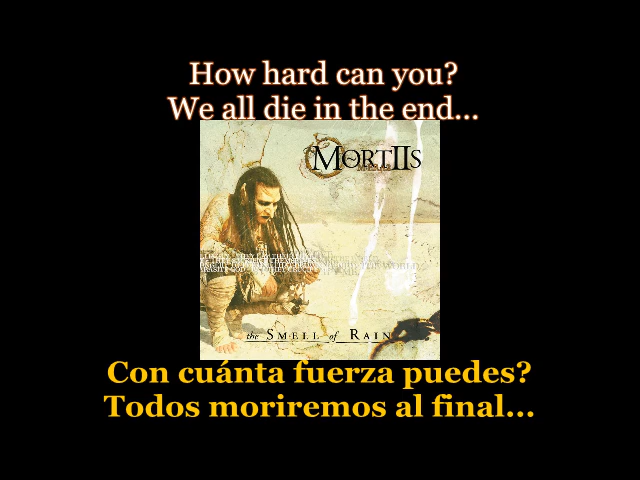 How hard can you?
We all die in the end...
MORTIIS
the SMELL of RAIN
Con cuánta fuerza puedes?
Todos moriremos al final...